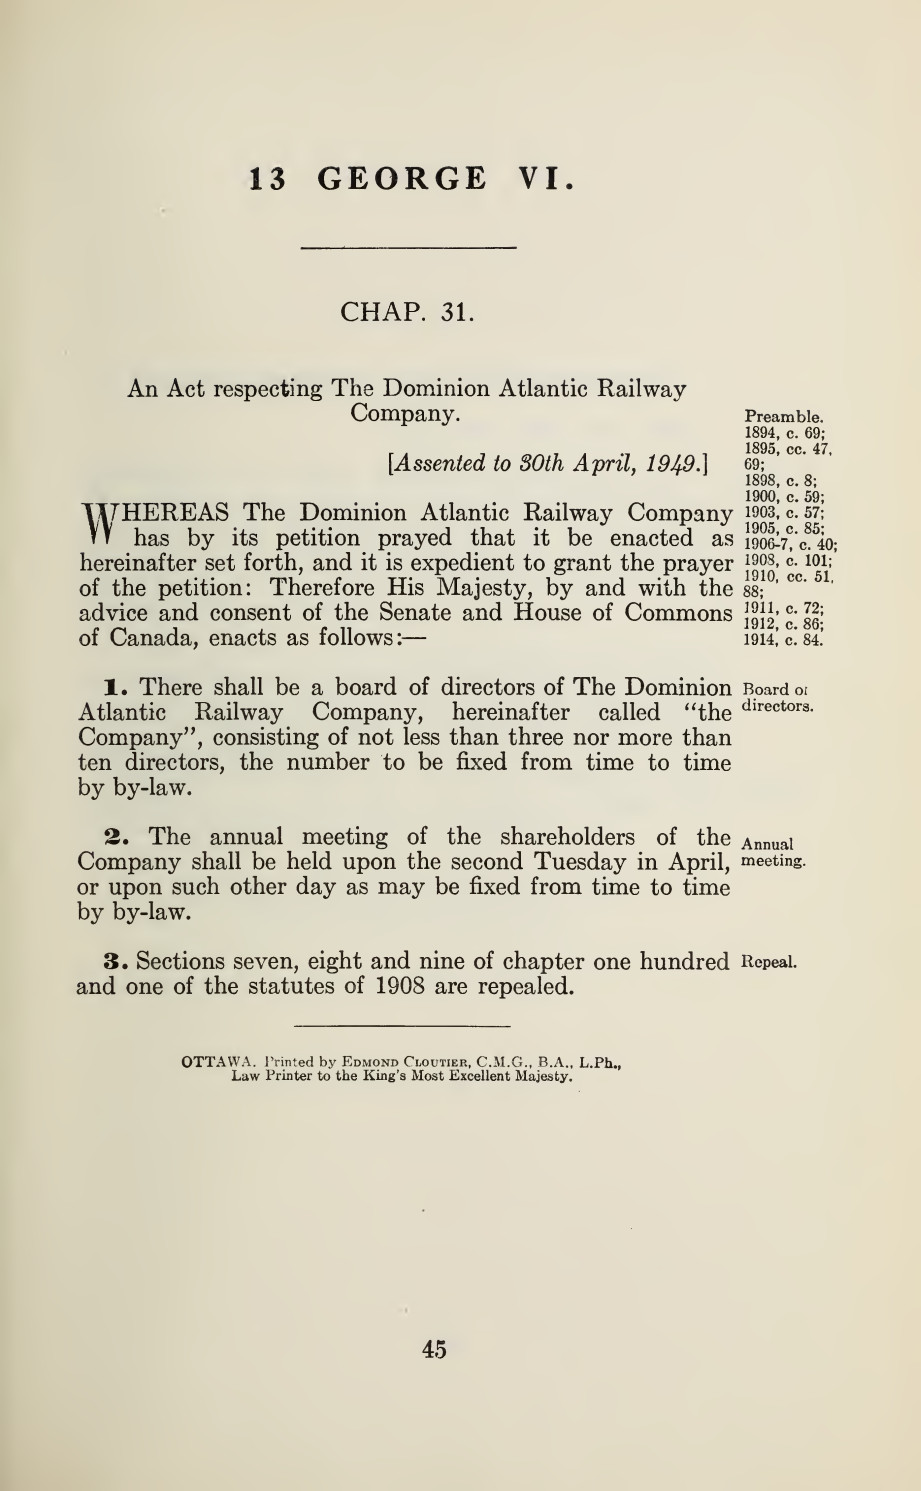 13 GEORGE VI.
CHAP. 31.
An Act respecting The Dominion Atlantic Railway
Company.
[Assented to 30th April, 1949.]
Preamble.
1894, c. 69;
1895, cc. 47,
69;
1898, c. 8;
1900, c. 59;
1903, c. 57;
1905, c. 85;
1906-7, c. 40;
1908, c. 101;
1910, cc. 51,
88;
1911, c. 72;
1912, c. 86;
1914, c. 84.
WHEREAS The Dominion Atlantic Railway Company
has by its petition prayed that it be enacted as
hereinafter set forth, and it is expedient to grant the prayer
of the petition: Therefore His Majesty, by and with the
advice and consent of the Senate and House of Commons
of Canada, enacts as follows:—
1. There shall be a board of directors of The Dominion
Atlantic Railway Company, hereinafter called “the
Company”, consisting of not less than three nor more than
ten directors, the number to be fixed from time to time
by by-law.
Board of
directors.
2. The annual meeting of the shareholders of the
Company shall be held upon the second Tuesday in April,
or upon such other day as may be fixed from time to time
by by-law.
Annual
meeting.
3. Sections seven, eight and nine of chapter one hundred
and one of the statutes of 1908 are repealed.
Repeal.
OTTAWA. Printed by EDMOND CLOUTIER, C.M.G., B.A., L.Ph.,
Law Printer to the King's Most Excellent Majesty.
45